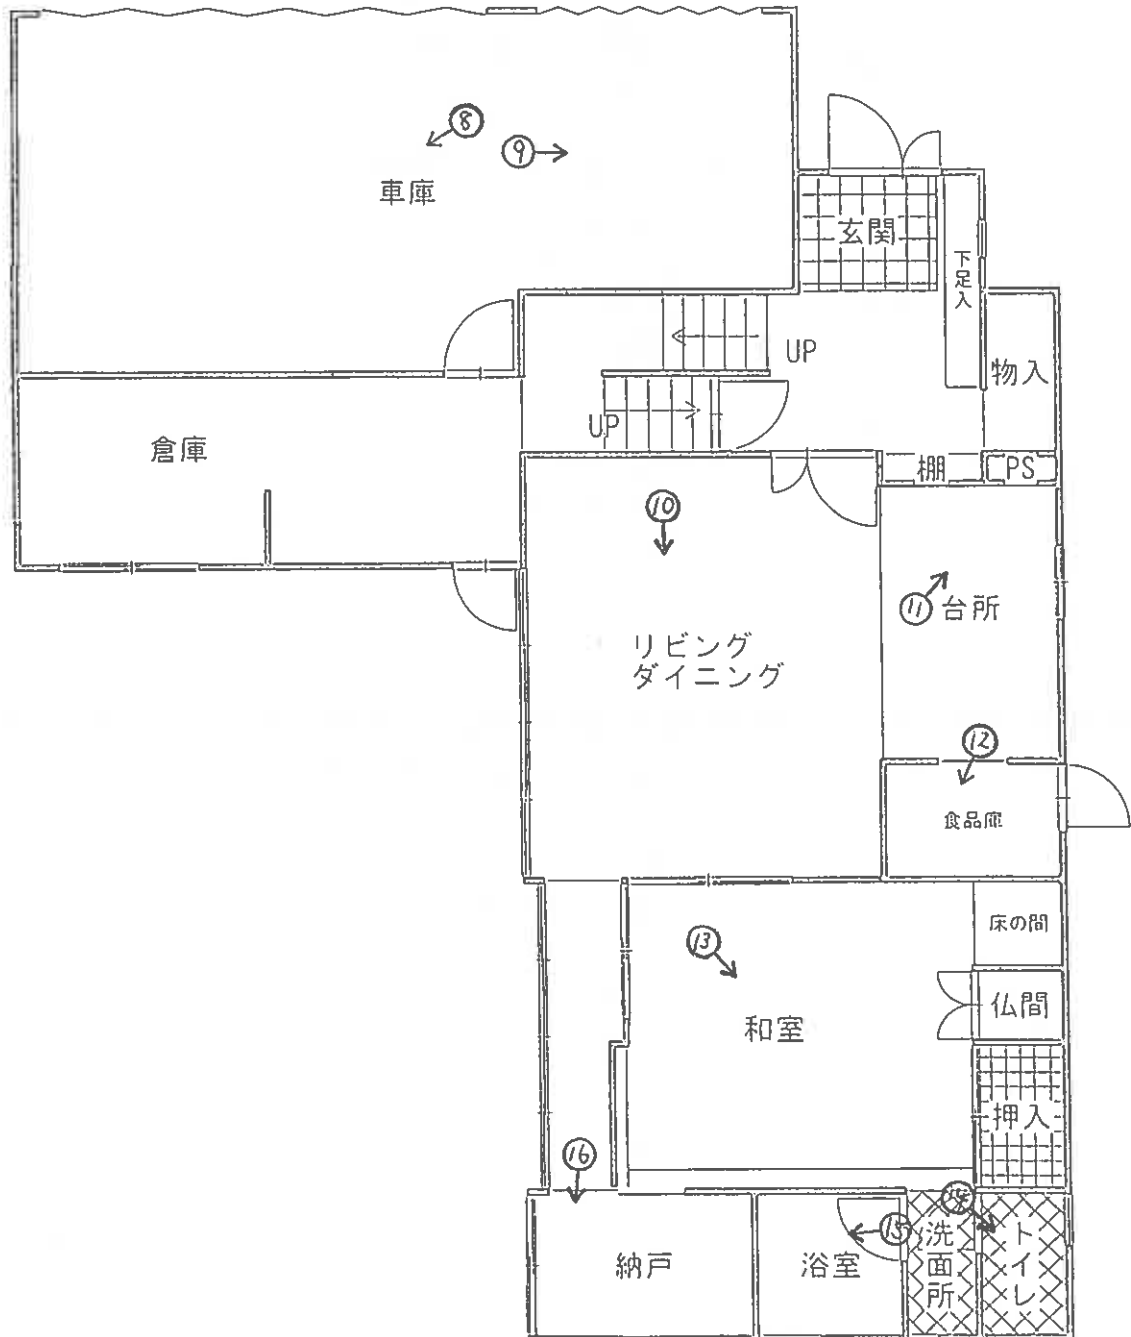 ⑧
⑨
車庫
玄関
下足入
UP
物入
UP
倉庫
棚
PS
⑩
⑪
台所
リビング
ダイニング
⑫
食品庫
床の間
⑬
仏間
和室
押入
⑯
⑭
⑮
洗面所
トイレ
納戸
浴室